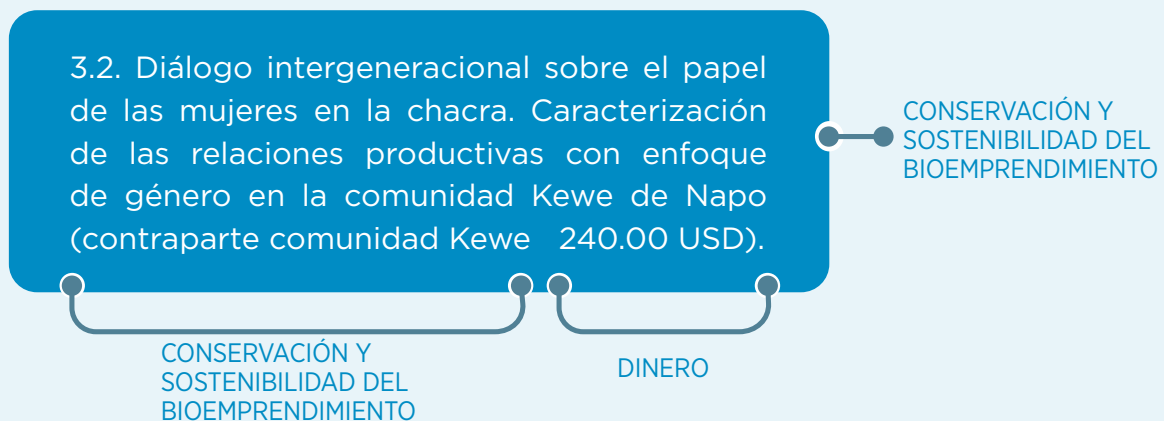 3.2. Diálogo intergeneracional sobre el papel
de las mujeres en la chacra. Caracterización
de las relaciones productivas con enfoque
de género en la comunidad Kewe de Napo
(contraparte comunidad Kewe 240.00 USD).
CONSERVACIÓN Y
SOSTENIBILIDAD DEL
BIOEMPRENDIMIENTO
CONSERVACIÓN Y
SOSTENIBILIDAD DEL
BIOEMPRENDIMIENTO
DINERO